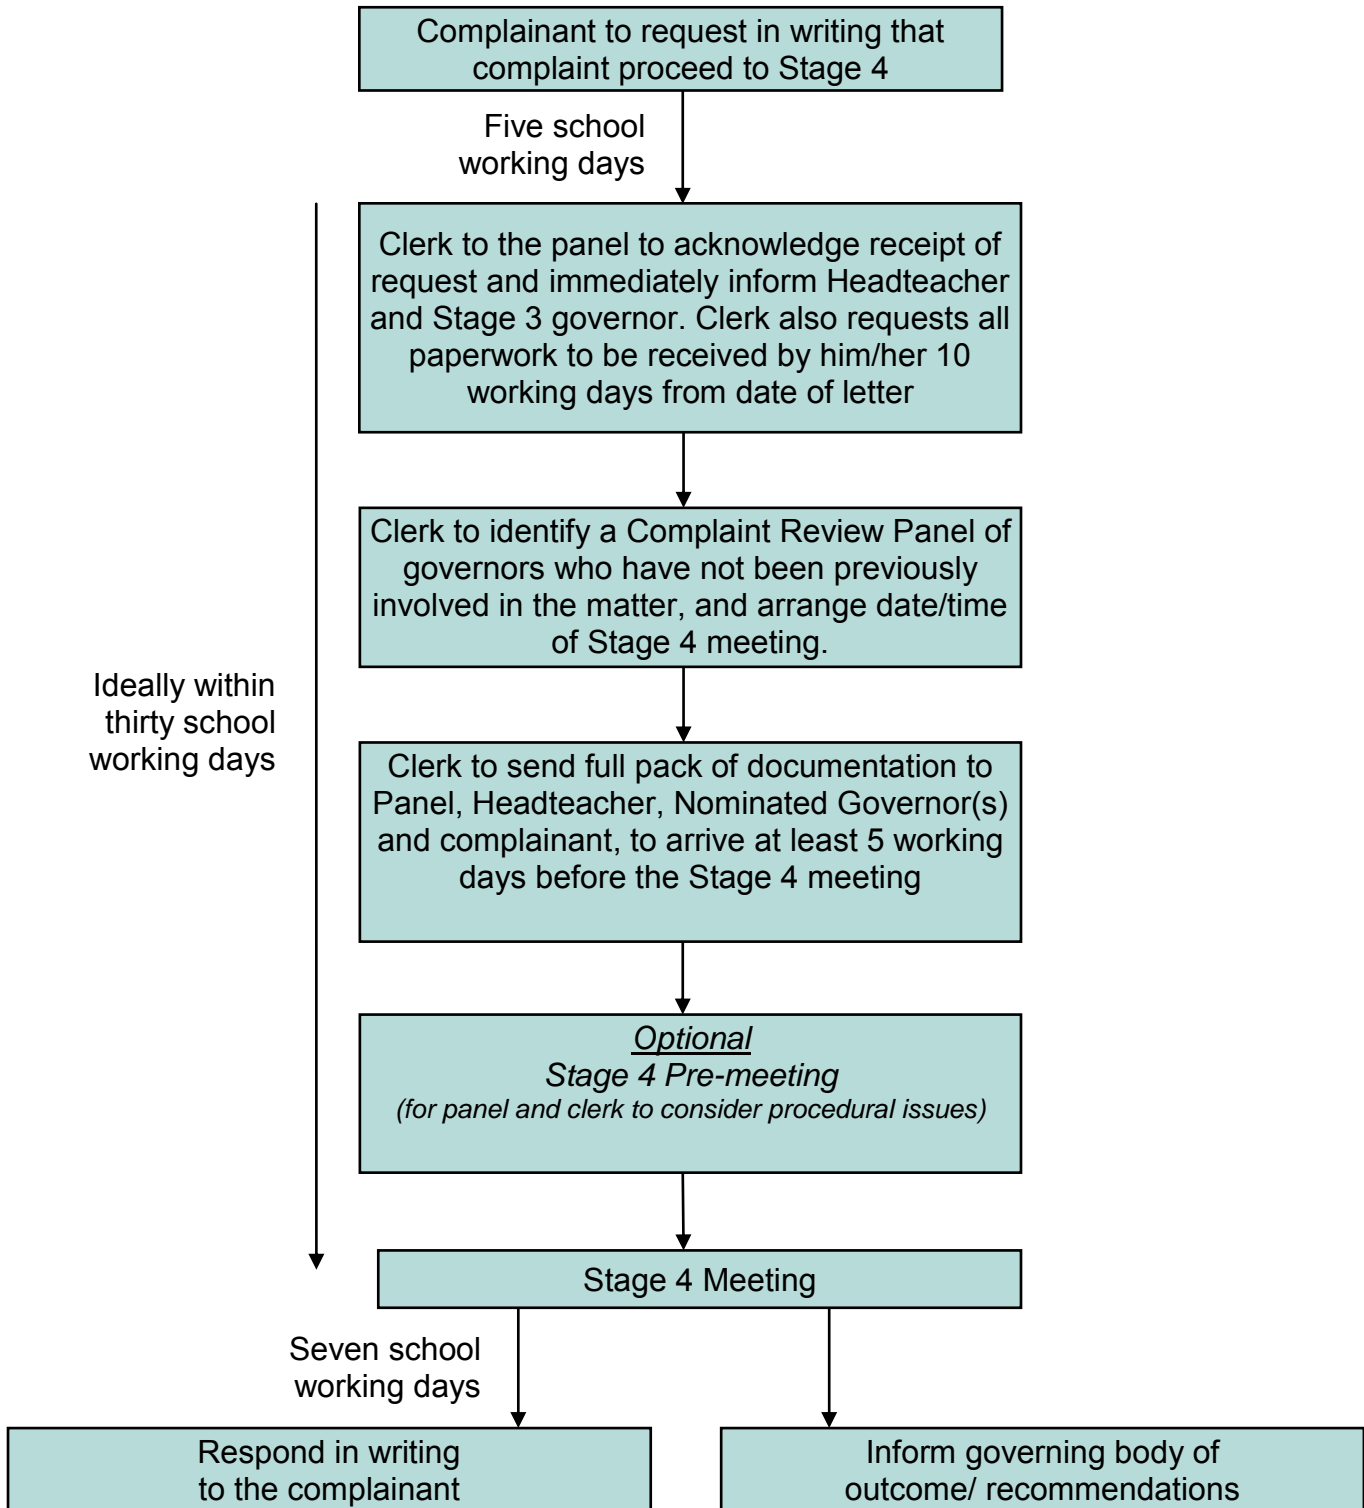 Complainant to request in writing that
complaint proceed to Stage 4
Five school
working days
Clerk to the panel to acknowledge receipt of
request and immediately inform Headteacher
and Stage 3 governor. Clerk also requests all
paperwork to be received by him/her 10
working days from date of letter
Clerk to identify a Complaint Review Panel of
governors who have not been previously
involved in the matter, and arrange date/time
of Stage 4 meeting.
Ideally within
thirty school
working days
Clerk to send full pack of documentation to
Panel, Headteacher, Nominated Governor(s)
and complainant, to arrive at least 5 working
days before the Stage 4 meeting
Optional
Stage 4 Pre-meeting
(for panel and clerk to consider procedural issues)
Stage 4 Meeting
Seven school
working days
Respond in writing
to the complainant
Inform governing body of
outcome/ recommendations